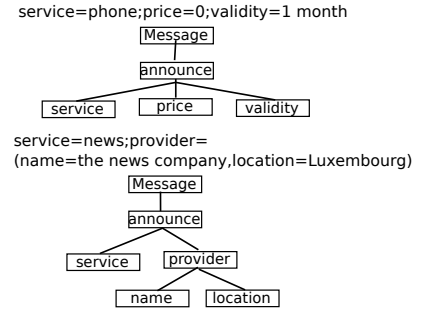 service=phone;price=0;validity=1 month
Message
announce
service price validity
service=news;provider=
(name=the news company,location=Luxembourg)
Message
announce
service provider
name location